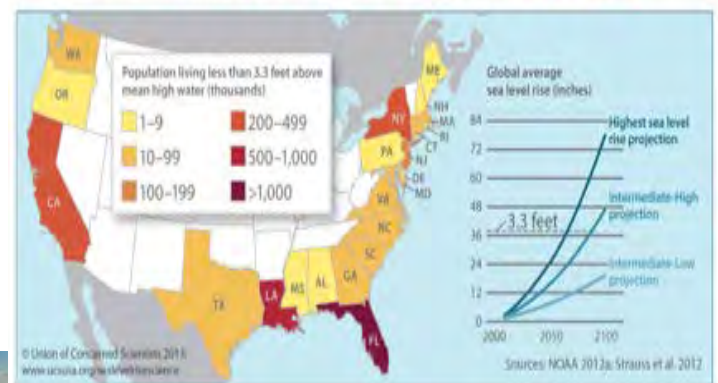 Population living less than 3.3 feet above
mean high water (thousands)
1–9
10–99
100–199
200–499
500–1,000
>1,000
WA
OR
CA
TX
LA
MS
AL
GA
FL
SC
NC
VA
PA
NY
ME
NH
MA
RI
CT
NJ
DE
MD
Global average
sea level rise (inches)
84
72
60
48
36
24
12
0
3.3 feet
Highest sea level
rise projection
Intermediate-High
projection
Intermediate-Low
projection
2000
2010
2100
© Union of Concerned Scientists 2013
Sources: NOAA 2012a; Strauss et al. 2012